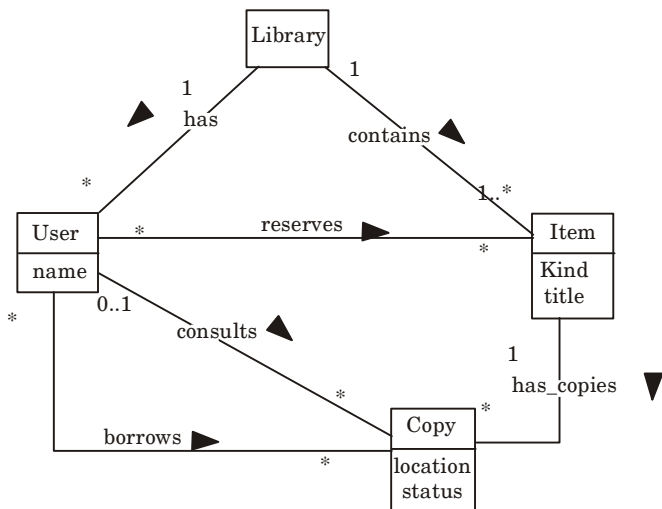 Library
1
1
has
contains
*
1..*
User
*
reserves
*
Item
name
Kind
title
0..1
*
consults
1
has_copies
*
*
Copy
borrows
*
location
status